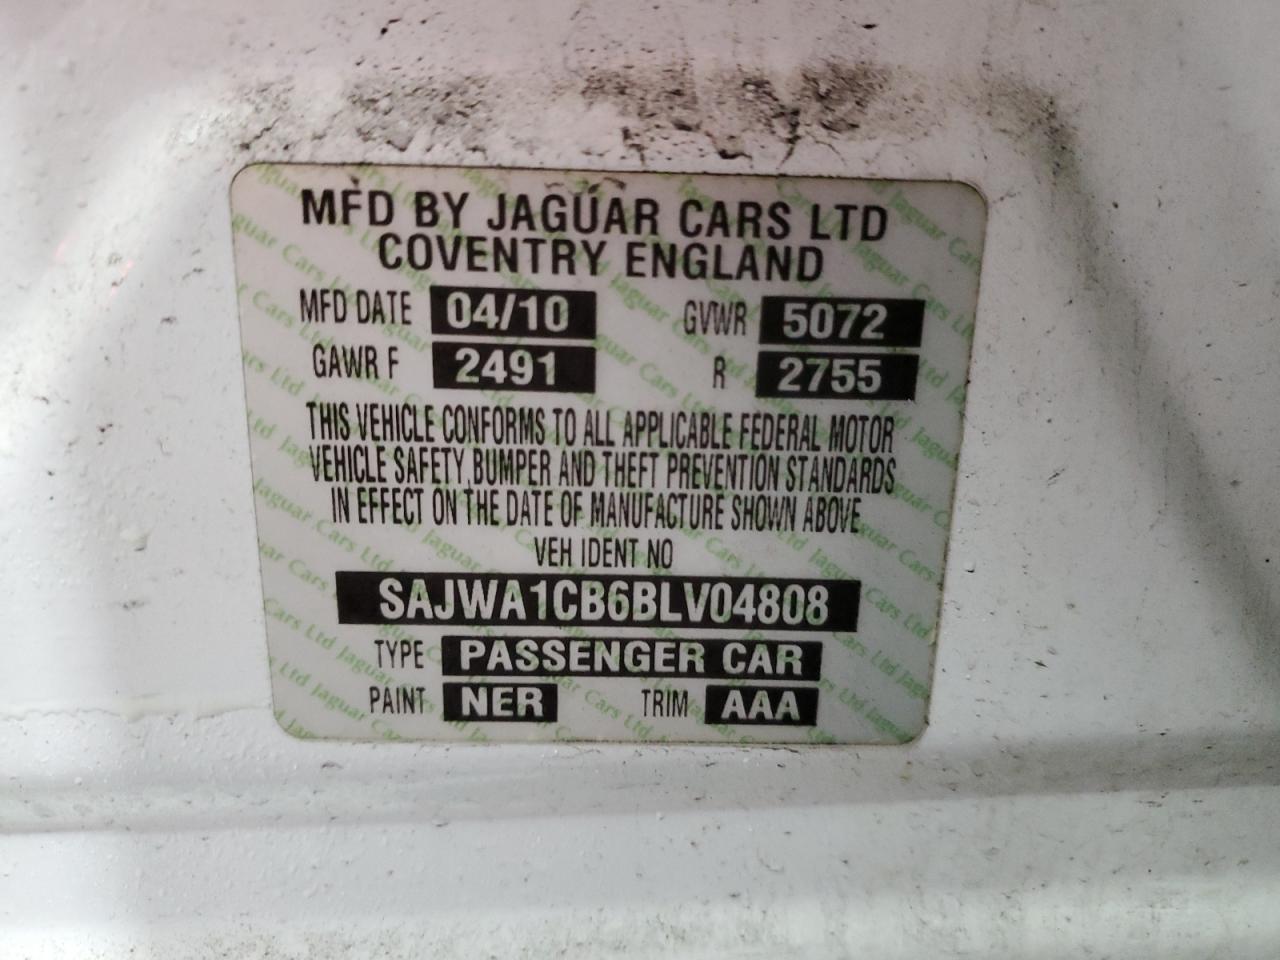 MFD BY JAGUAR CARS LTD
COVENTRY ENGLAND
MFD DATE 04/10 GVWR 5072
GAWR F 2491 R 2755
THIS VEHICLE CONFORMS TO ALL APPLICABLE FEDERAL MOTOR
VEHICLE SAFETY, BUMPER AND THEFT PREVENTION STANDARDS
IN EFFECT ON THE DATE OF MANUFACTURE SHOWN ABOVE
VEH IDENT NO
SAJWA1CB6BLV04808
TYPE PASSENGER CAR
PAINT NER TRIM AAA